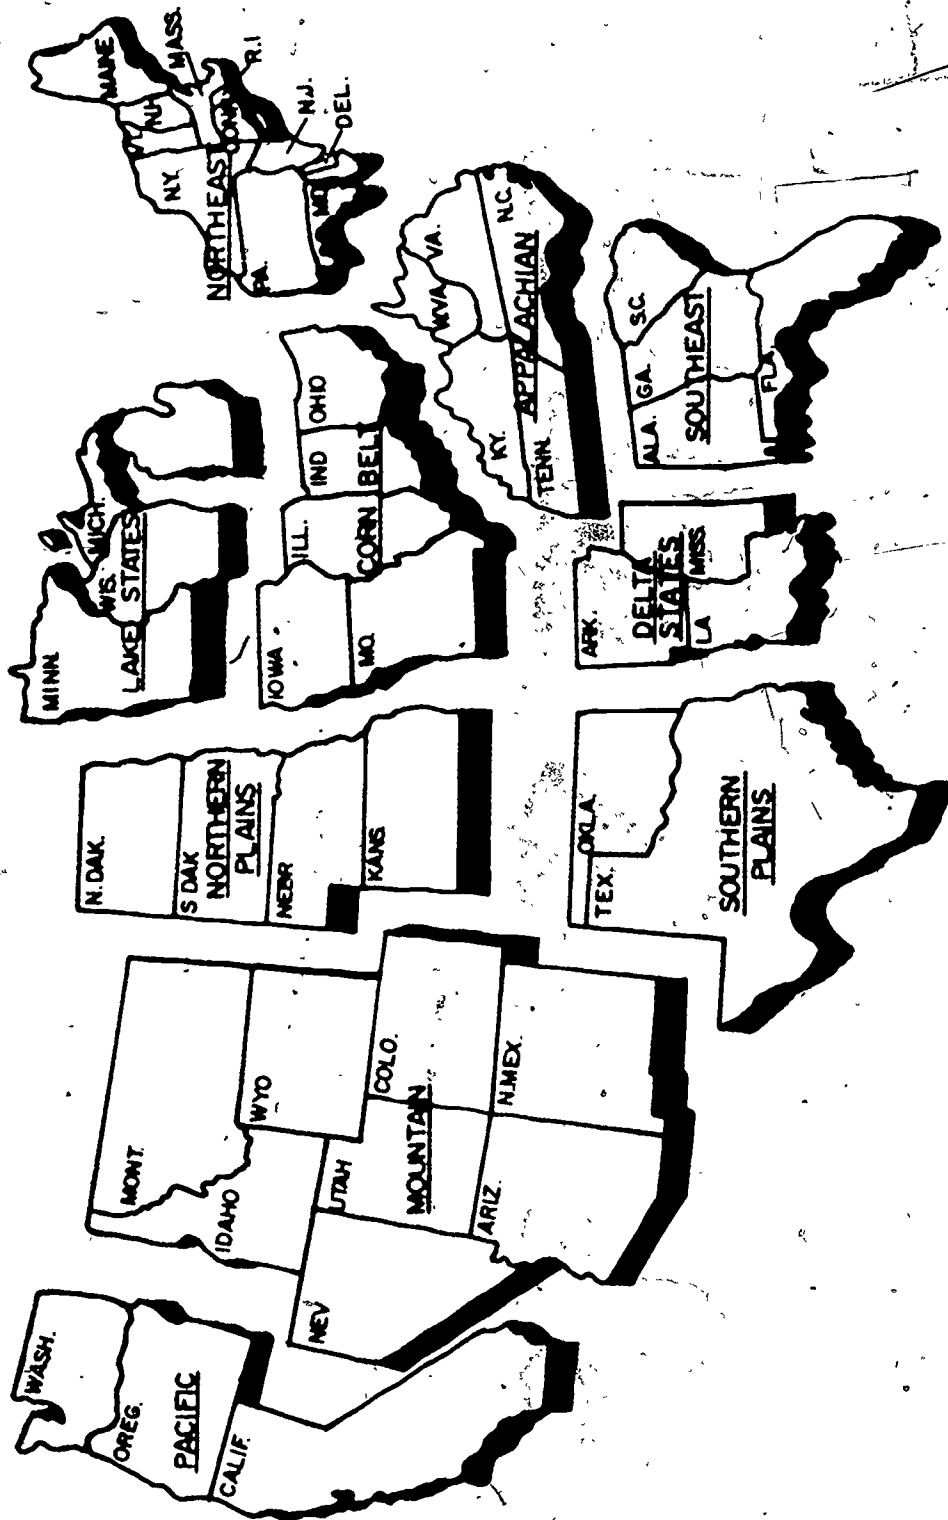 WASH.
OREG.
PACIFIC
CALIF.
MONT.
IDAHO
WYO
NEV
UTAH
COLO.
MOUNTAIN
ARIZ.
N.MEX.
N.DAK.
S DAK
NORTHERN
PLAINS
NEBR
KANS
OKLA.
TEX.
SOUTHERN
PLAINS
MINN.
WIS.
MICH.
LAKE STATES
IOWA
MO.
ILL.
IND
OHIO
CORN BELT
ARK.
DELTA
STATES
LA
MISS
MAINE
VT.
N.H.
MASS.
N.Y.
NORTHEAST
CONN
R.I
PA.
N.J.
DEL.
MD.
W.VA
VA.
KY.
N.C.
TENN.
APPALACHIAN
S.C.
GA.
ALA.
SOUTHEAST
FLA.